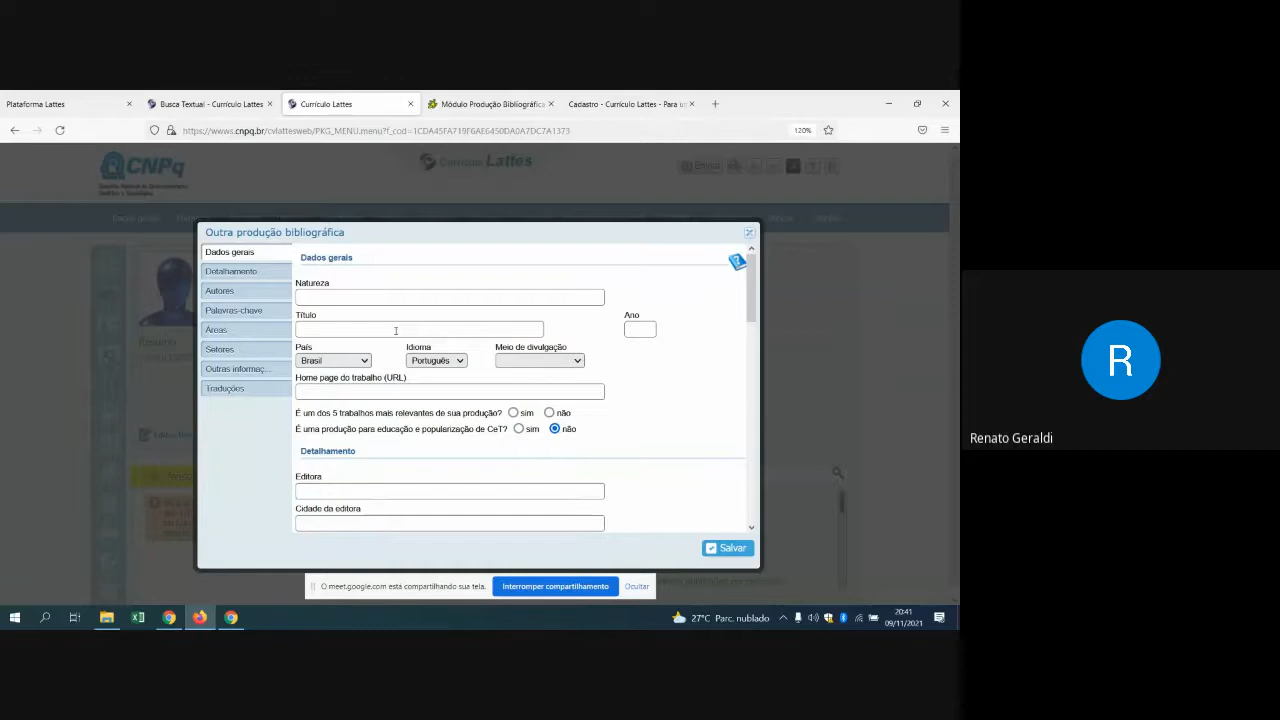 Plataforma Lattes
Busca Textual - Currículo Lattes
Currículo Lattes
Módulo Produção Bibliográfica
Cadastro - Currículo Lattes - Para u
https://wwws.cnpq.br/cvlattesweb/PKG_MENU.menu?f_cod=1CDA45FA719F6AE6450DA0A7DC7A1373
120%
CNPq
Currículo Lattes
Enviar
Dados gerais
Outra produção bibliográfica
Dados gerais
Detalhamento
Autores
Palavras-chave
Áreas
Setores
Outras informaç...
Traduções
Dados gerais
Natureza
Título
Ano
País
Idioma
Meio de divulgação
Brasil
Português
Home page do trabalho (URL)
É um dos 5 trabalhos mais relevantes de sua produção?
sim
não
É uma produção para educação e popularização de CeT?
sim
não
Detalhamento
Editora
Cidade da editora
Salvar
O meet.google.com está compartilhando sua tela.
Interromper compartilhamento
Ocultar
27°C Parc. nublado
20:41
09/11/2021
R
Renato Geraldi